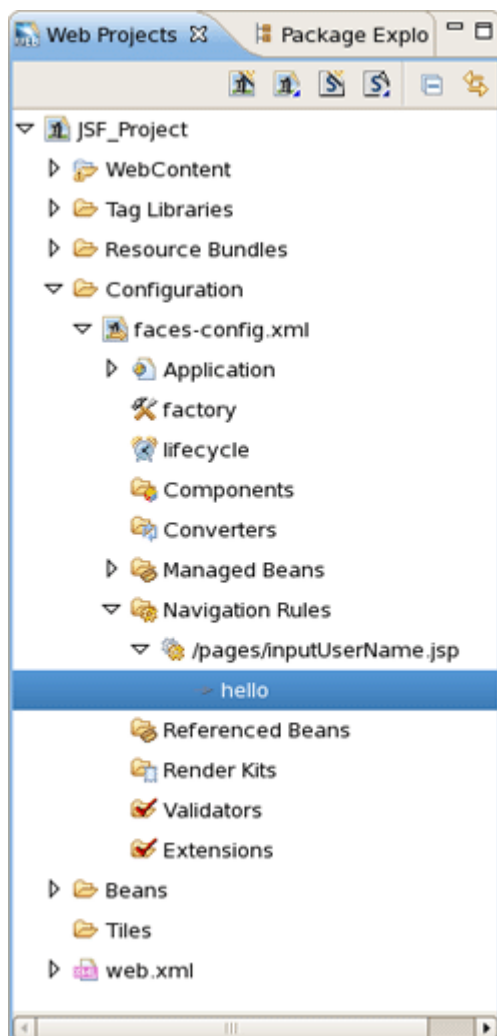 Web Projects Package Explo
JSF_Project
WebContent
Tag Libraries
Resource Bundles
Configuration
faces-config.xml
Application
factory
lifecycle
Components
Converters
Managed Beans
Navigation Rules
/pages/inputUserName.jsp
hello
Referenced Beans
Render Kits
Validators
Extensions
Beans
Tiles
web.xml